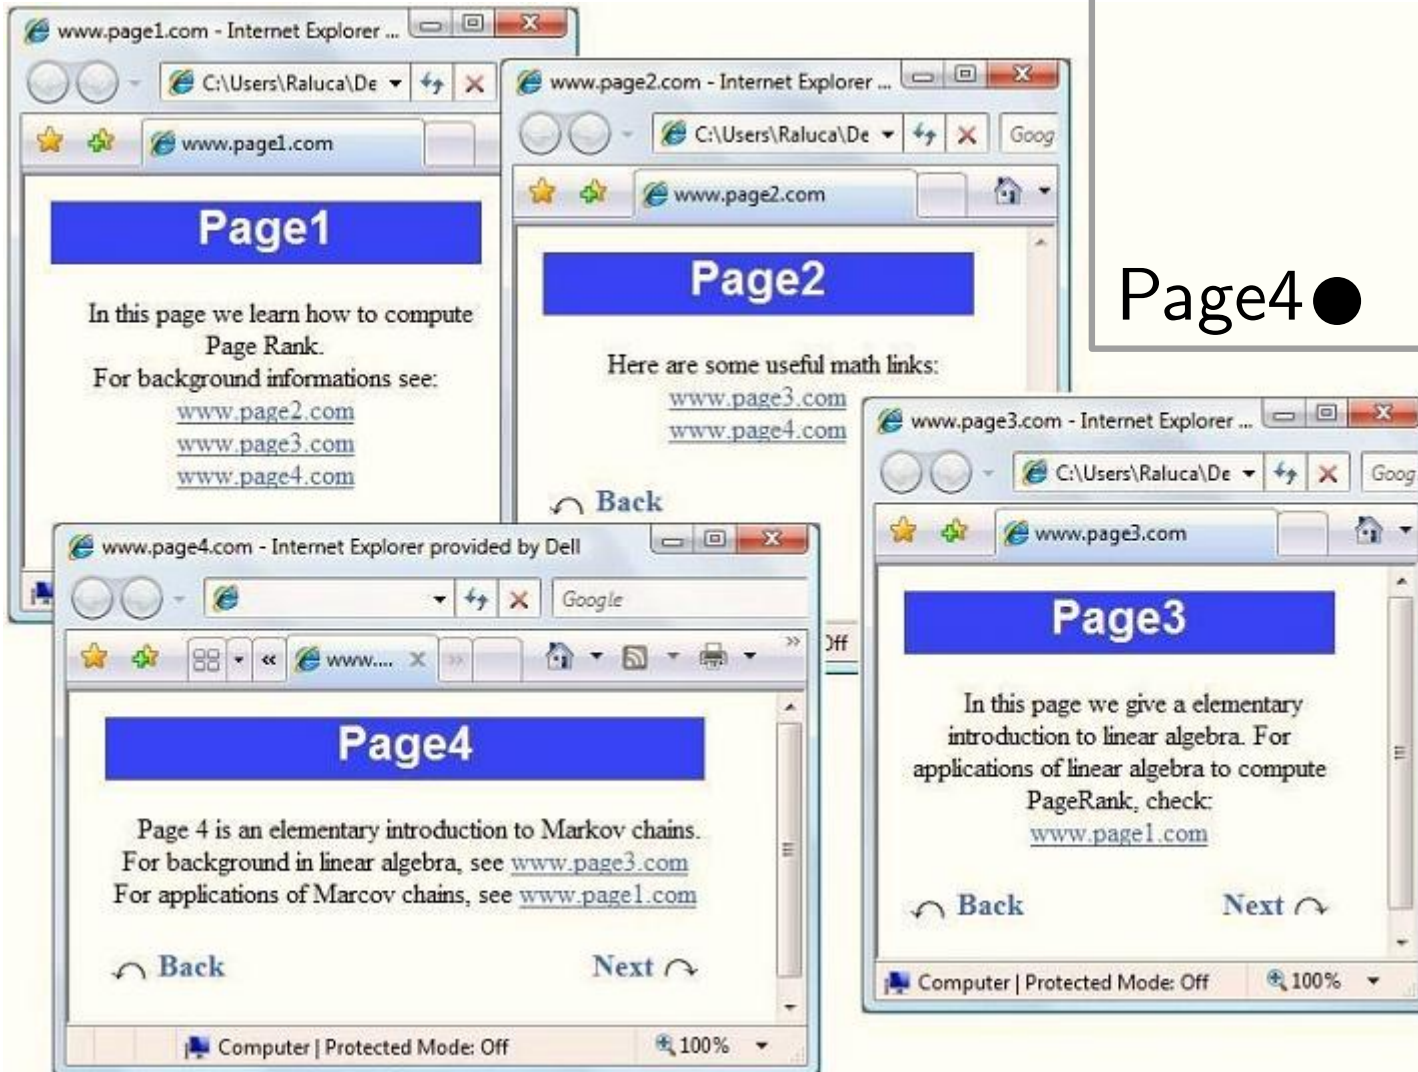 www.page1.com - Internet Explorer ...
C:\Users\Raluca\De
www.page1.com
Page1
In this page we learn how to compute
Page Rank.
For background informations see:
www.page2.com
www.page3.com
www.page4.com
www.page2.com - Internet Explorer ...
C:\Users\Raluca\De
Goog
www.page2.com
Page2
Here are some useful math links:
www.page3.com
www.page4.com
Back
Off
Page4
www.page4.com - Internet Explorer provided by Dell
Google
www....
Page4
Page 4 is an elementary introduction to Markov chains.
For background in linear algebra, see www.page3.com
For applications of Marcov chains, see www.page1.com
Back Next
Computer | Protected Mode: Off 100%
www.page3.com - Internet Explorer ...
C:\Users\Raluca\De
Goog
www.page3.com
Page3
In this page we give a elementary
introduction to linear algebra. For
applications of linear algebra to compute
PageRank, check:
www.page1.com
Back Next
Computer | Protected Mode: Off 100%